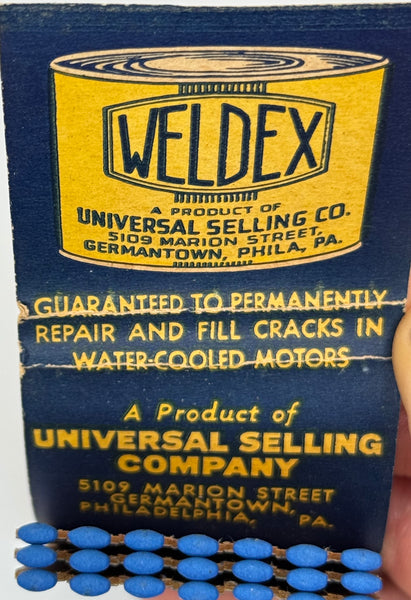 WELDEX
A PRODUCT OF
UNIVERSAL SELLING CO.
5109 MARION STREET,
GERMANTOWN, PHILA., PA.
GUARANTEED TO PERMANENTLY
REPAIR AND FILL CRACKS IN
WATER-COOLED MOTORS
A Product of
UNIVERSAL SELLING
COMPANY
5109 MARION STREET
GERMANTOWN,
PHILADELPHIA, PA.